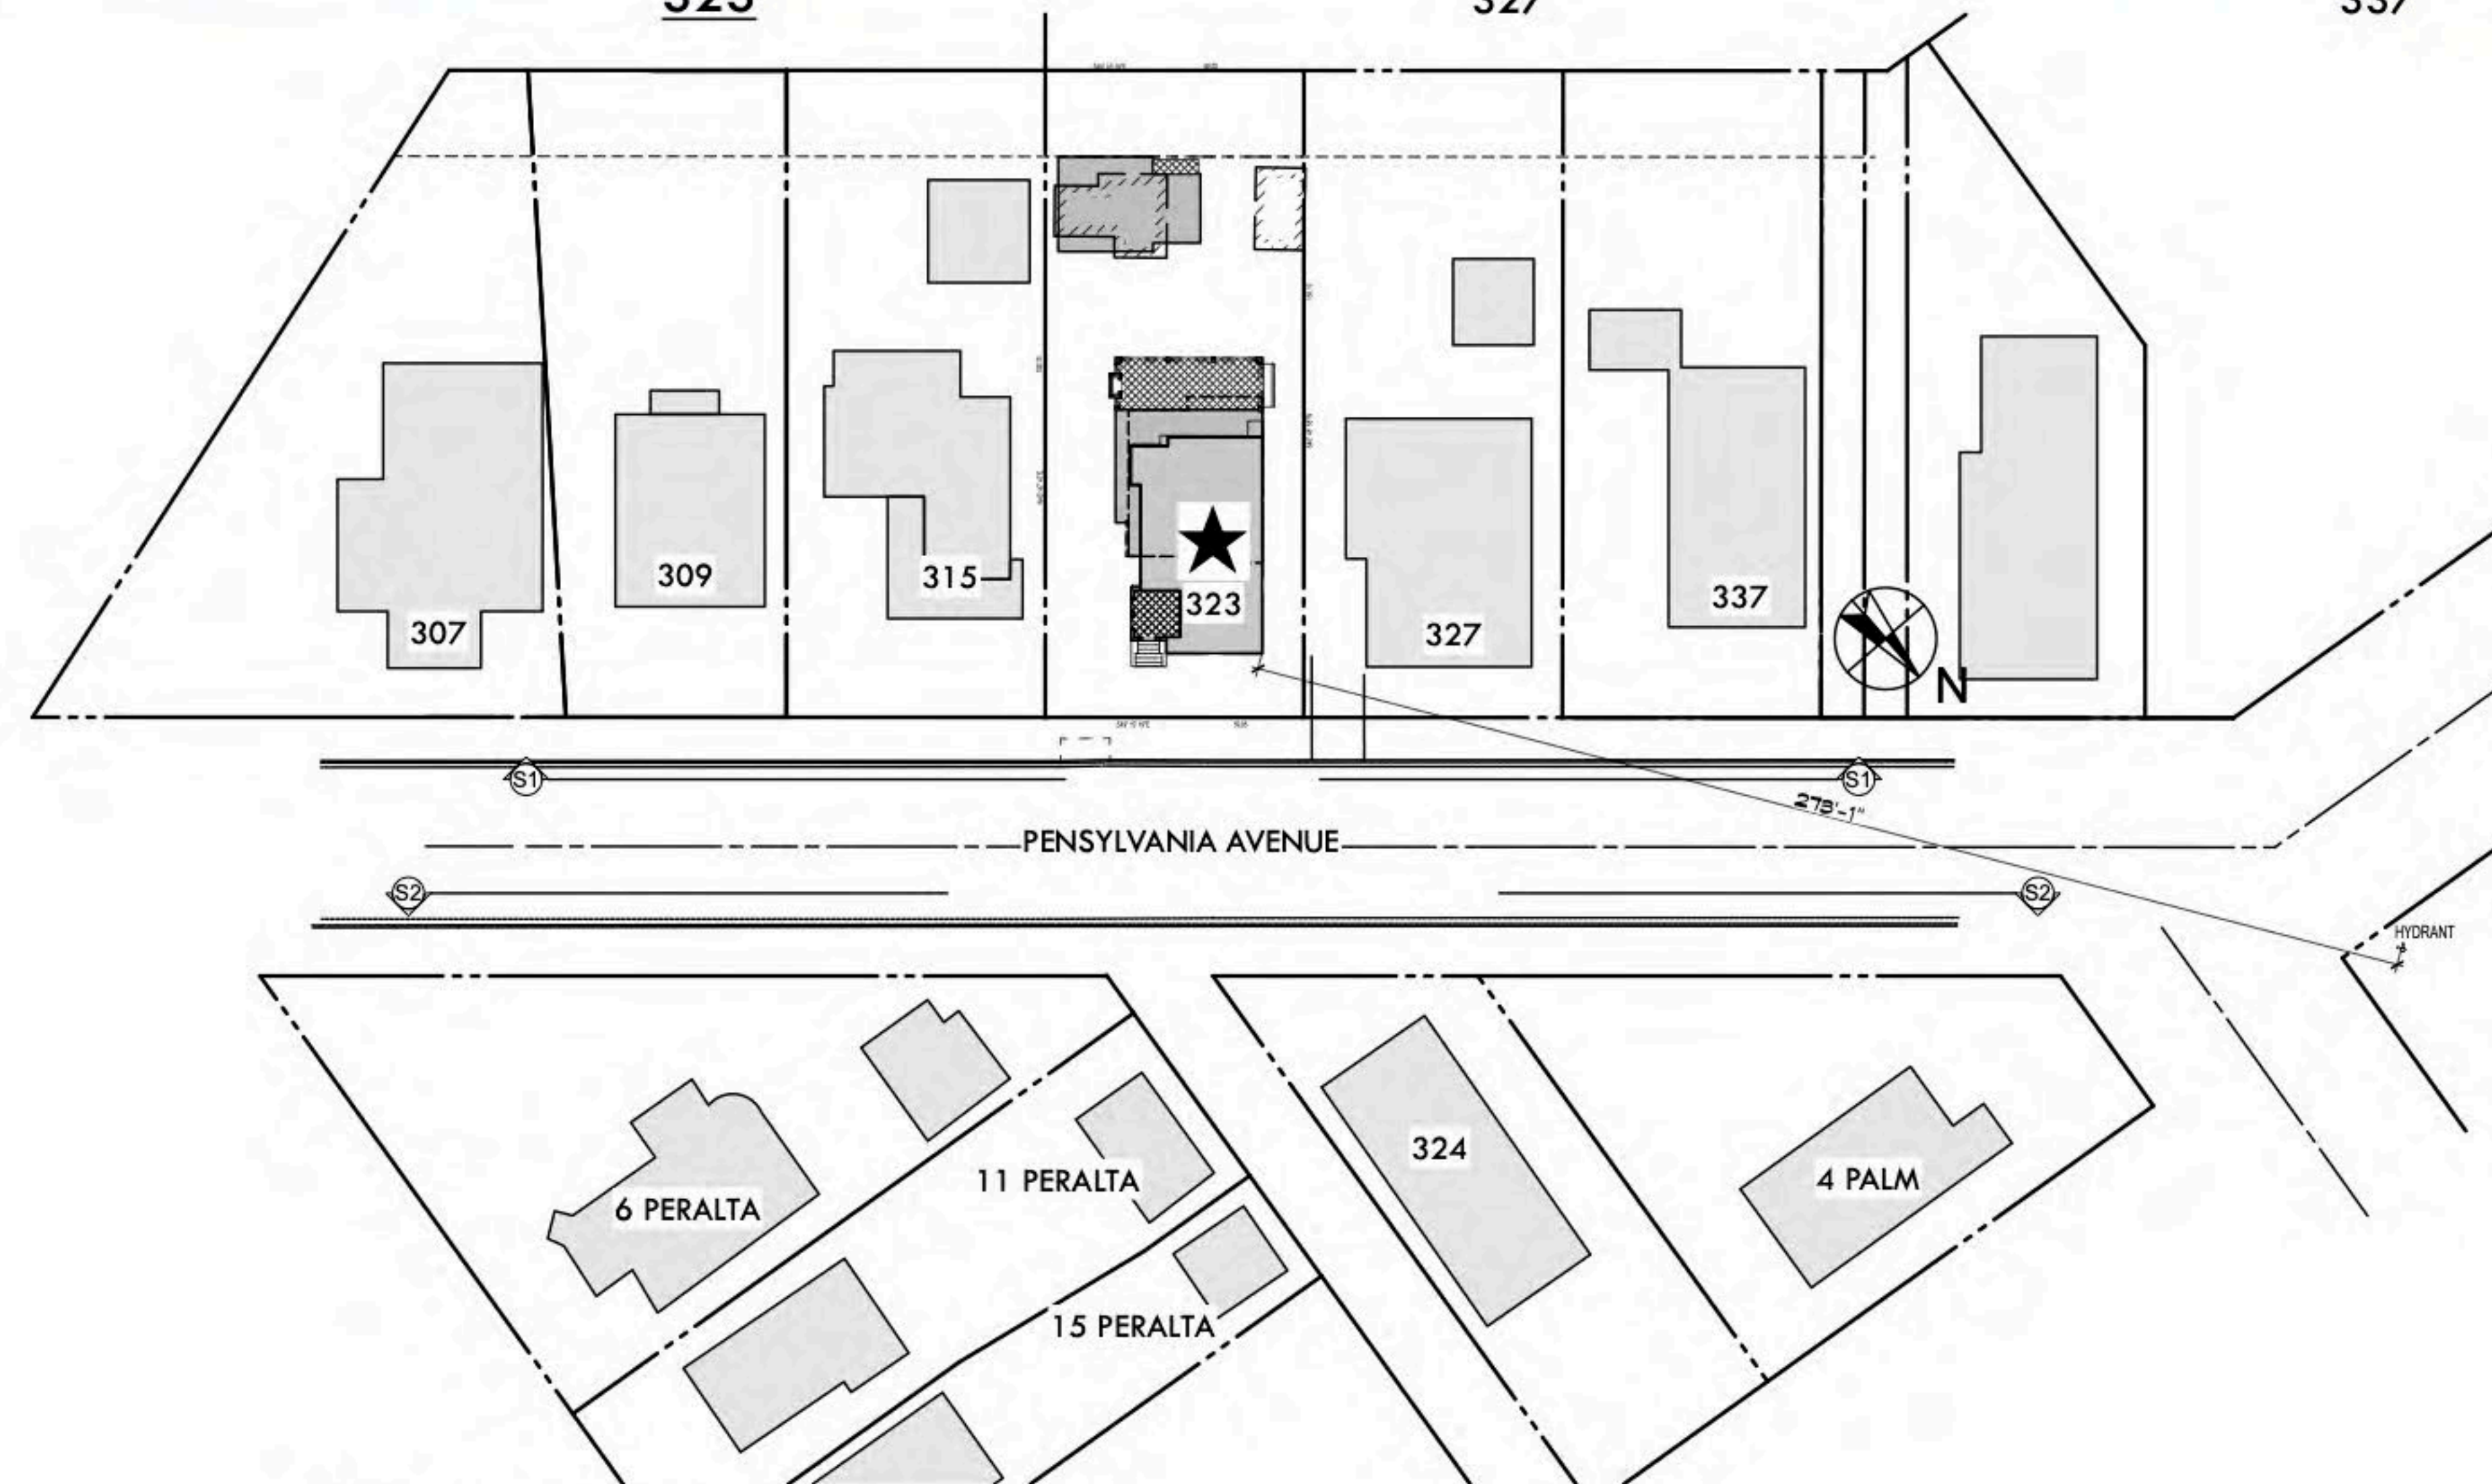 323
327
337
307
309
315
323
327
337
N
S1
S1
273'-1"
PENSYLVANIA AVENUE
S2
S2
HYDRANT
6 PERALTA
11 PERALTA
15 PERALTA
324
4 PALM